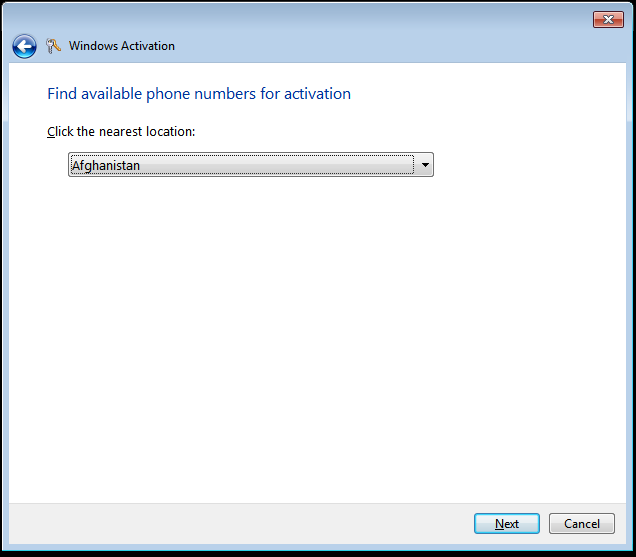 Windows Activation
Find available phone numbers for activation
Click the nearest location:
Afghanistan
Next
Cancel